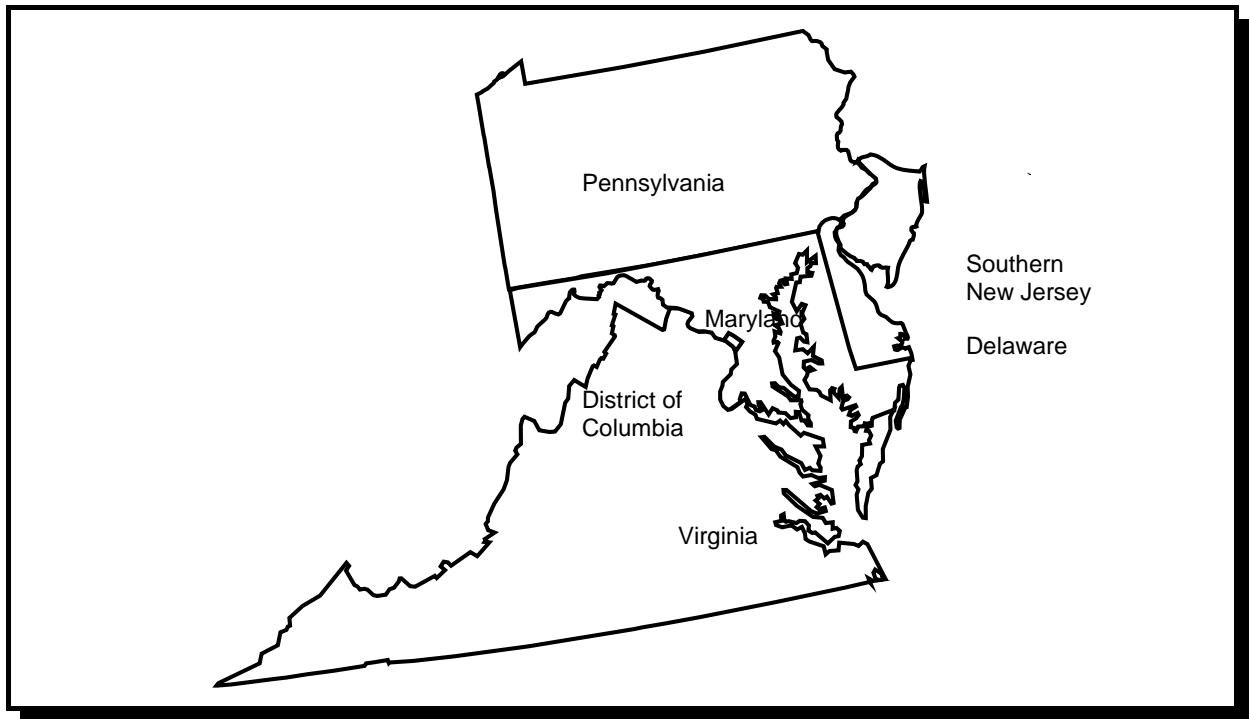 Pennsylvania
Southern
New Jersey
Maryland
Delaware
District of
Columbia
Virginia